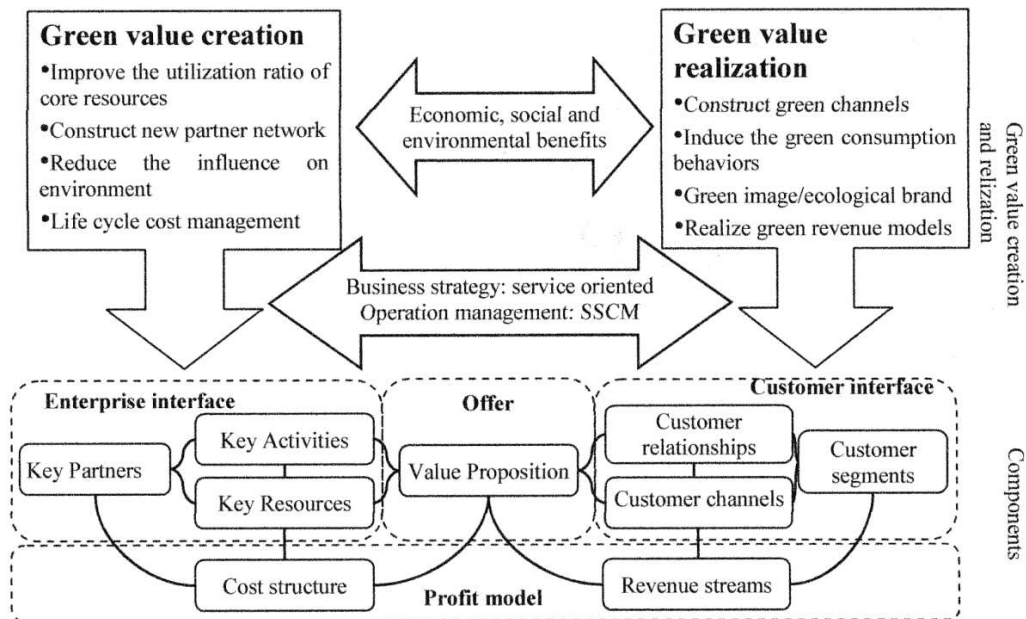 Green value creation
•Improve the utilization ratio of
core resources
•Construct new partner network
•Reduce the influence on
environment
•Life cycle cost management
Economic, social and
environmental benefits
Green value
realization
•Construct green channels
•Induce the green consumption
behaviors
•Green image/ecological brand
•Realize green revenue models
Green value creation
and relization
Business strategy: service oriented
Operation management: SSCM
Enterprise interface
Offer
Customer interface
Key Partners
Key Activities
Key Resources
Value Proposition
Customer
relationships
Customer channels
Customer
segments
Components
Cost structure
Profit model
Revenue streams